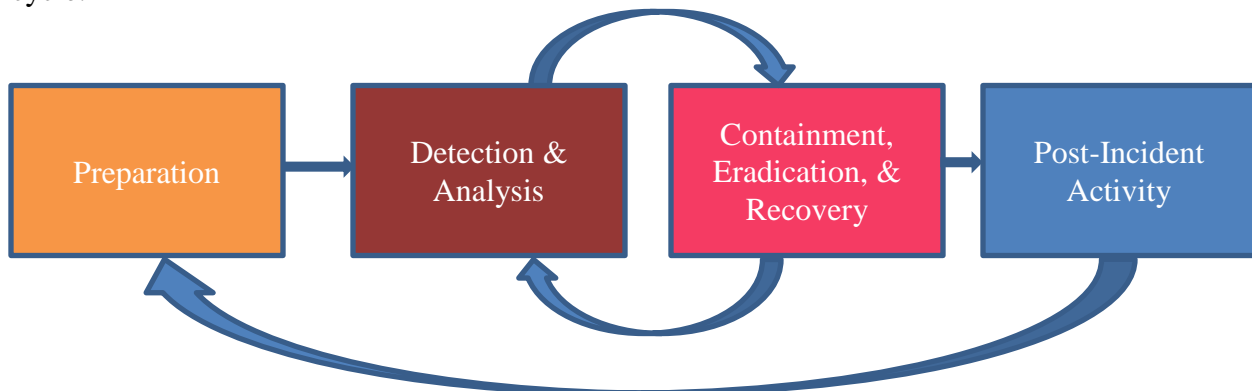 Preparation
Detection &
Analysis
Containment,
Eradication, &
Recovery
Post-Incident
Activity